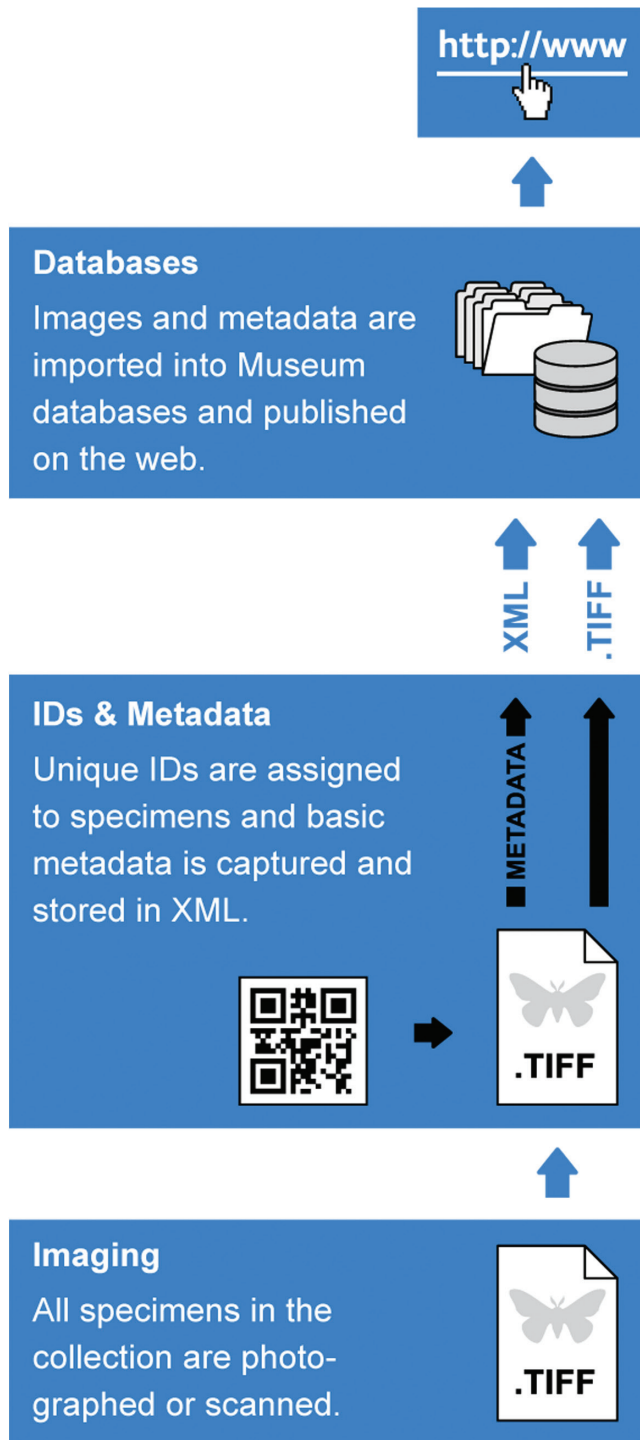 http://www
Databases
Images and metadata are
imported into Museum
databases and published
on the web.
XML
.TIFF
IDs & Metadata
Unique IDs are assigned
to specimens and basic
metadata is captured and
stored in XML.
METADATA
.TIFF
Imaging
All specimens in the
collection are photo-
graphed or scanned.
.TIFF